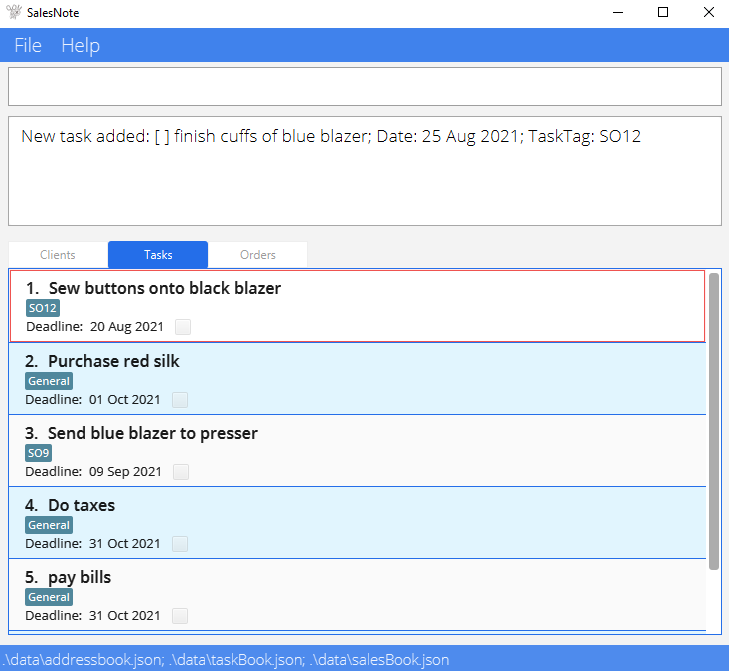 SalesNote
File Help
New task added: [ ] finish cuffs of blue blazer; Date: 25 Aug 2021; TaskTag: SO12
Clients Tasks Orders
1. Sew buttons onto black blazer
SO12
Deadline: 20 Aug 2021
2. Purchase red silk
General
Deadline: 01 Oct 2021
3. Send blue blazer to presser
SO9
Deadline: 09 Sep 2021
4. Do taxes
General
Deadline: 31 Oct 2021
5. pay bills
General
Deadline: 31 Oct 2021
.\data\addressbook.json; .\data\taskBook.json; .\data\salesBook.json